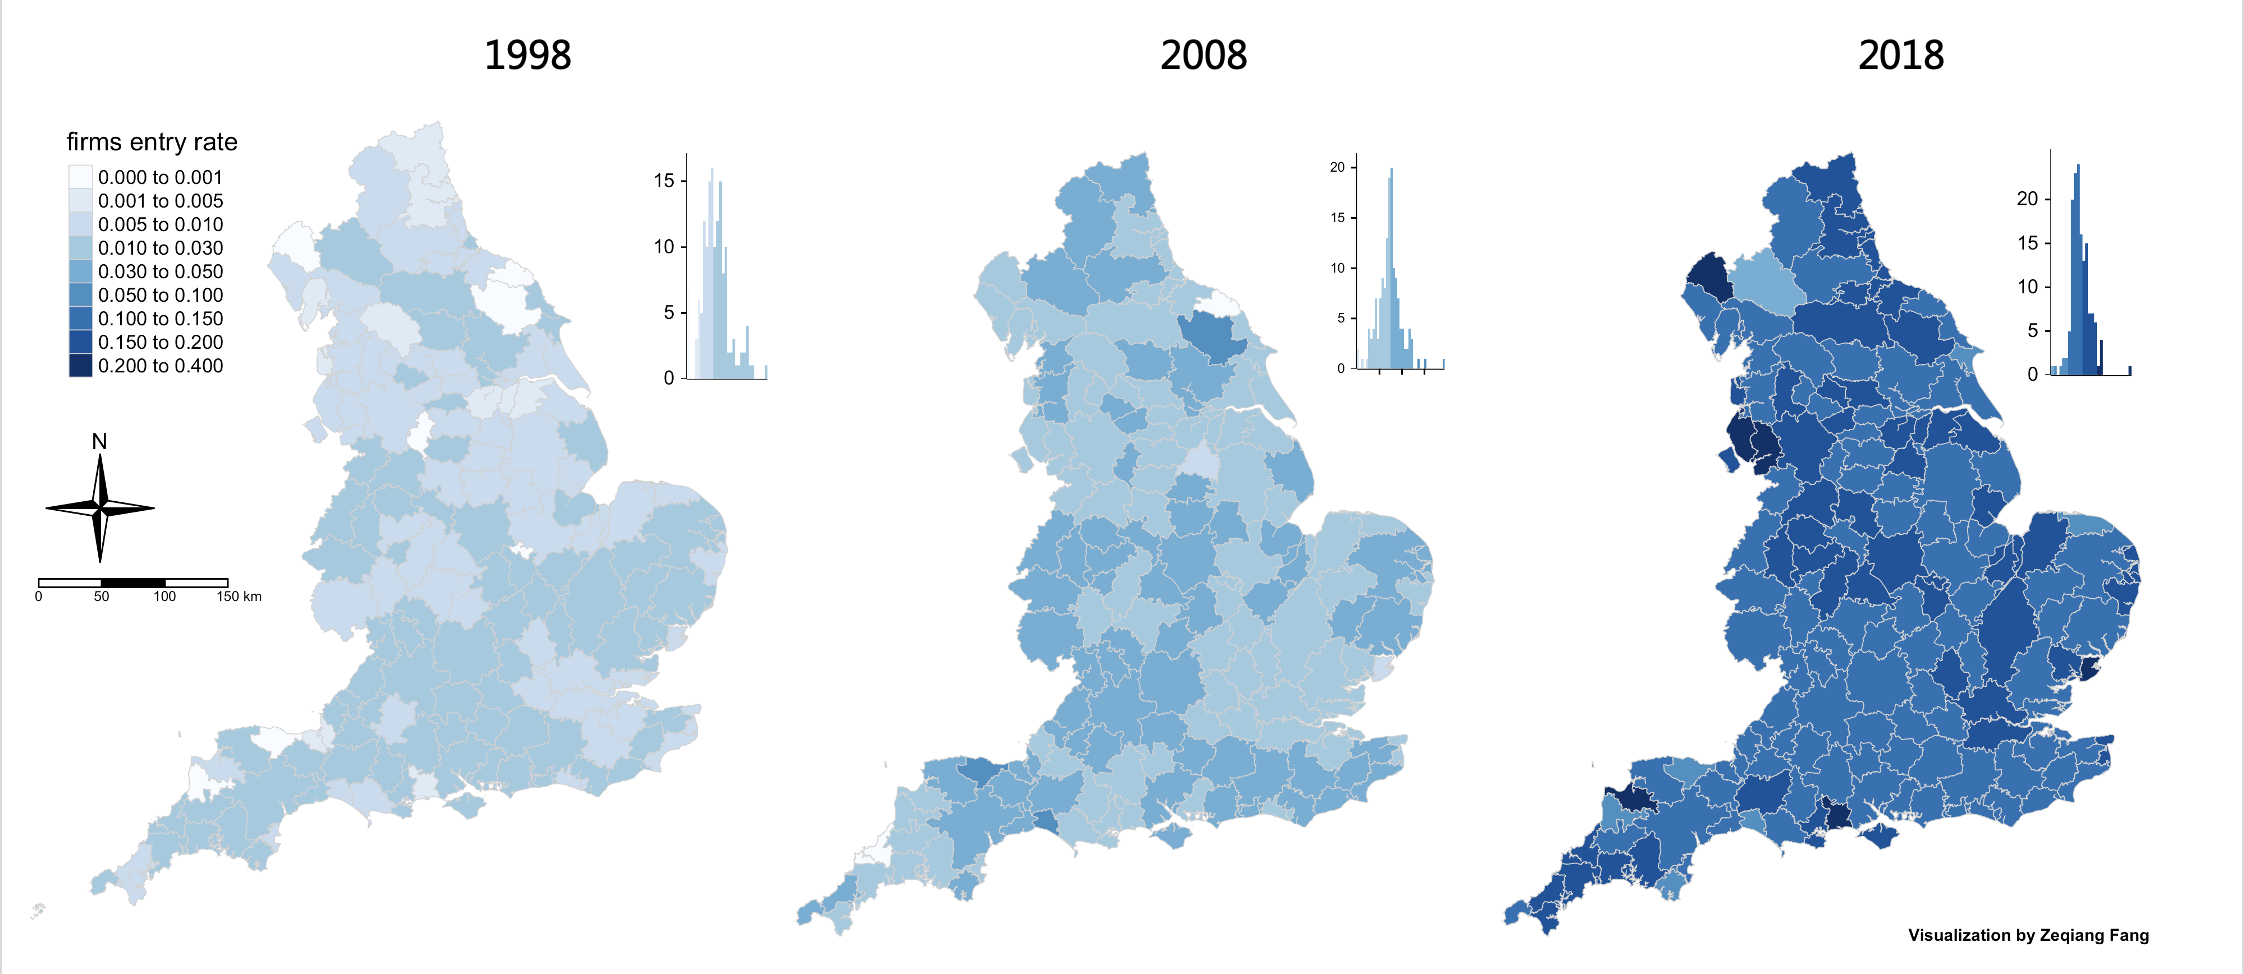 1998
2008
2018
firms entry rate
0.000 to 0.001
0.001 to 0.005
0.005 to 0.010
0.010 to 0.030
0.030 to 0.050
0.050 to 0.100
0.100 to 0.150
0.150 to 0.200
0.200 to 0.400
N
0 50 100 150 km
15
10
5
0
20
15
10
5
0
20
15
10
5
0
Visualization by Zeqiang Fang